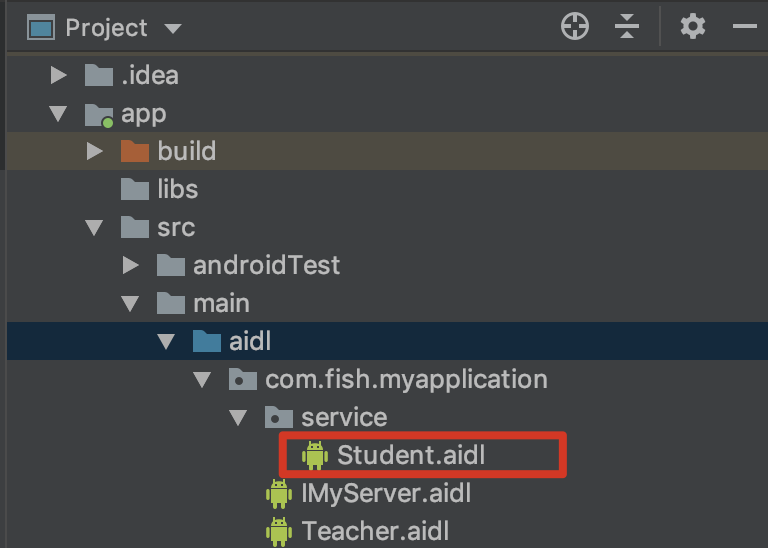 Project
.idea
app
build
libs
src
androidTest
main
aidl
com.fish.myapplication
service
Student.aidl
IMyServer.aidl
Teacher.aidl